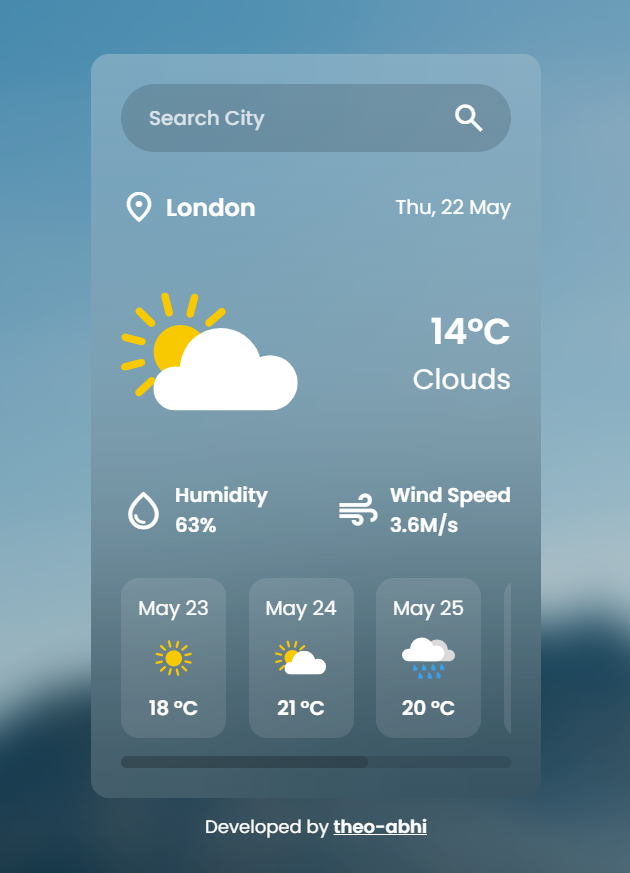 Search City
London
Thu, 22 May
14°C
Clouds
Humidity
63%
Wind Speed
3.6M/s
May 23
May 24
May 25
18 °C
21 °C
20 °C
Developed by theo-abhi